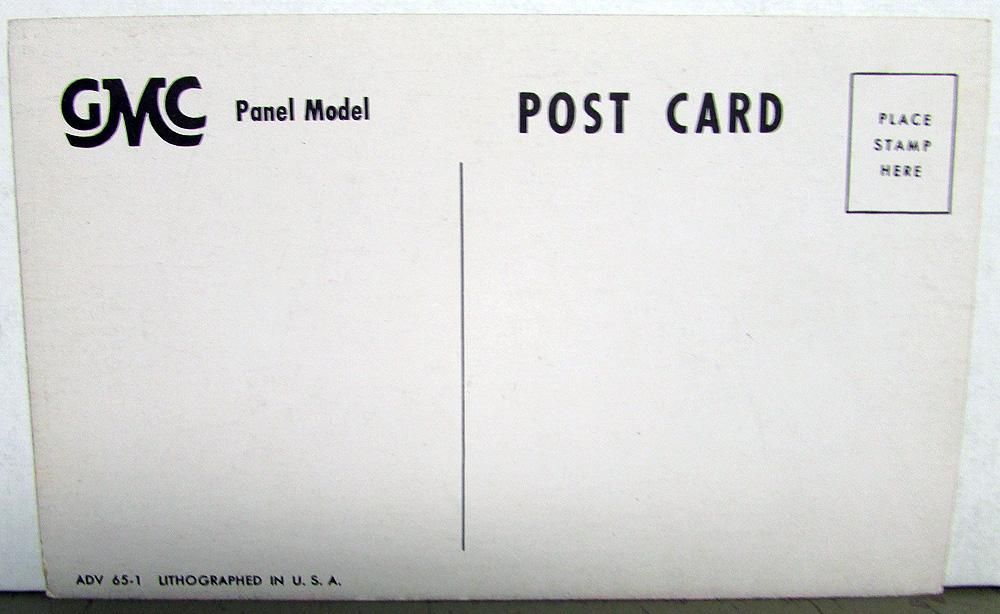 GMC Panel Model
POST CARD
PLACE
STAMP
HERE
ADV 65-1 LITHOGRAPHED IN U. S. A.